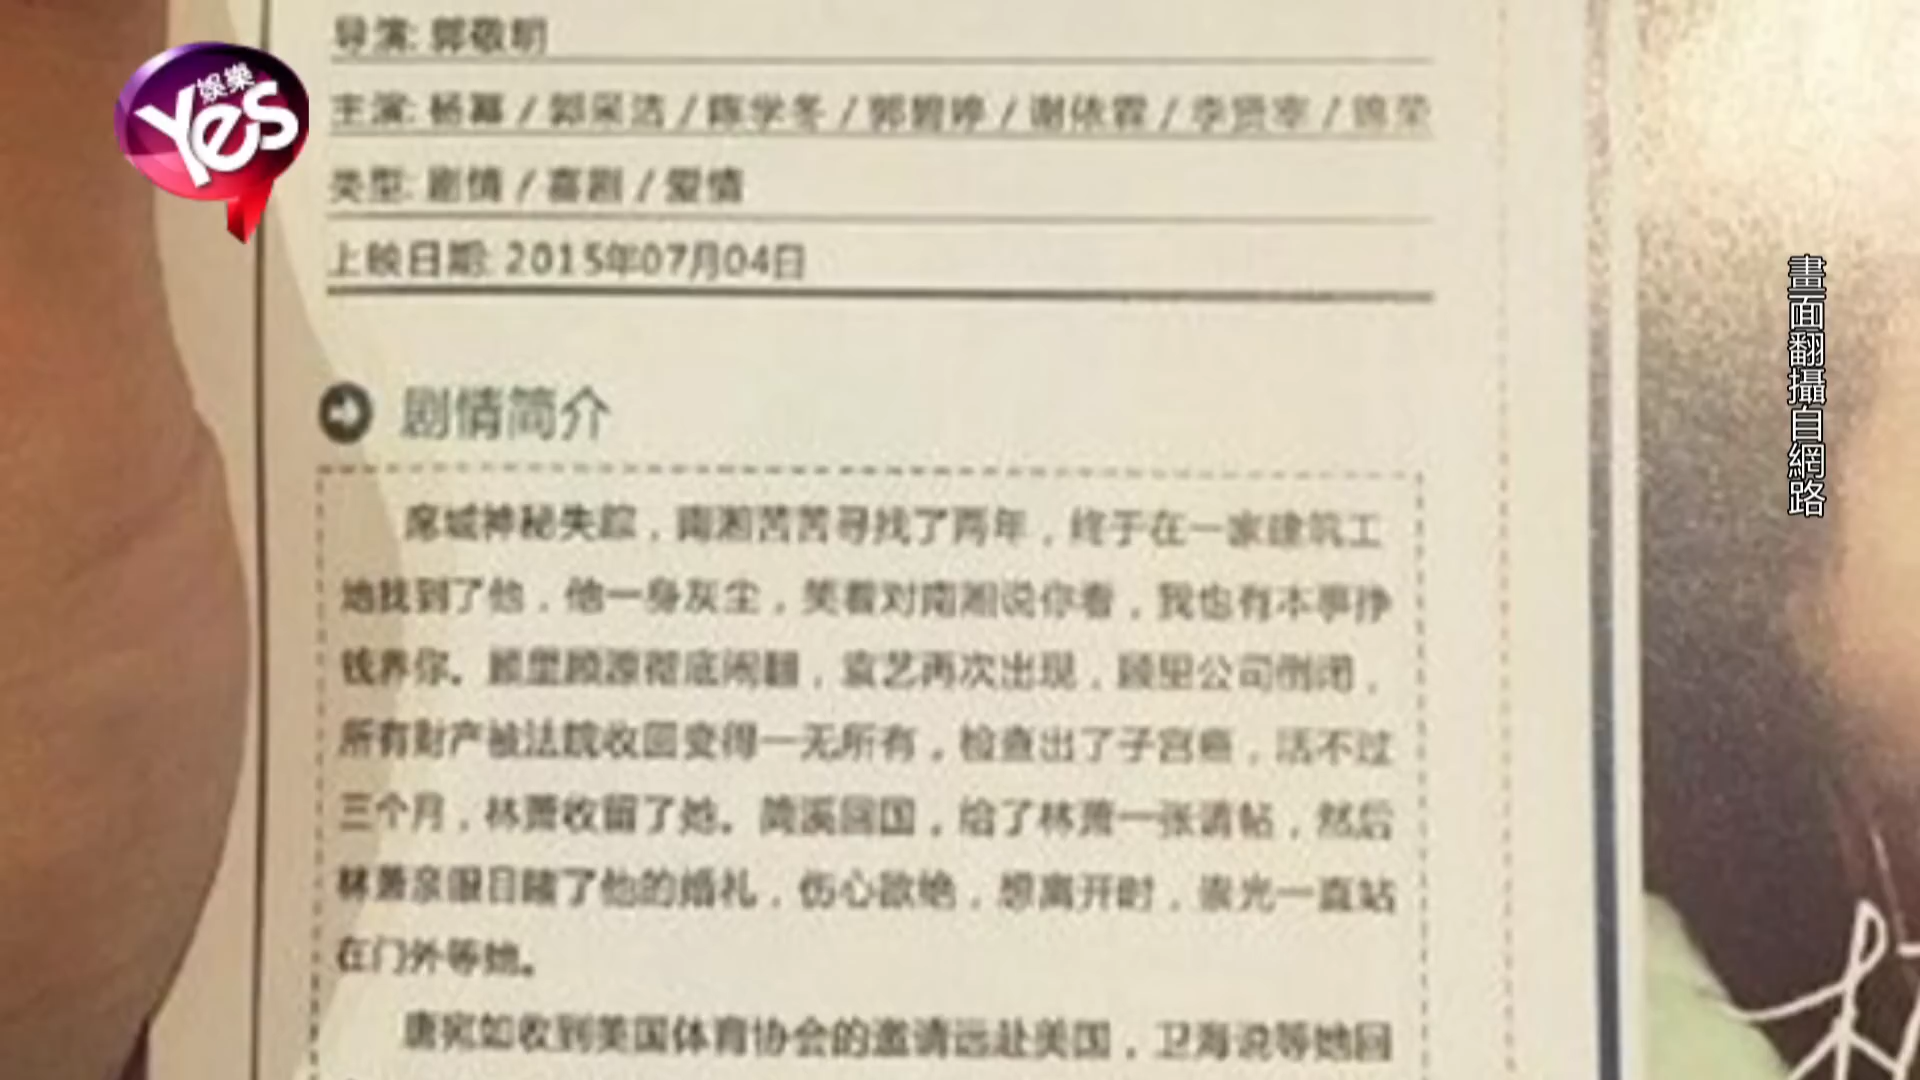 导演: 郭敬明
娛樂
Yes
主演: 杨幂 / 郭采洁 / 陈学冬 / 郭碧婷 / 谢依霖 / 李贤宰 / 锦荣
类型: 剧情 / 喜剧 / 爱情
上映日期: 2015年07月04日
畫面翻攝自網路
剧情简介
席城神秘失踪，南湘苦苦寻找了两年，终于在一家建筑工
地找到了他，他一身灰尘，笑着对南湘说你看，我也有本事挣
钱养你。顾里顾源彻底闹翻，袁艺再次出现，顾里公司倒闭，
所有财产被法院收回变得一无所有，检查出了子宫癌，活不过
三个月，林萧收留了她。简溪回国，给了林萧一张请帖，然后
林萧亲眼目睹了他的婚礼，伤心欲绝，想离开时，崇光一直站
在门外等她。
唐宛如收到美国体育协会的邀请远赴美国，卫海说等她回